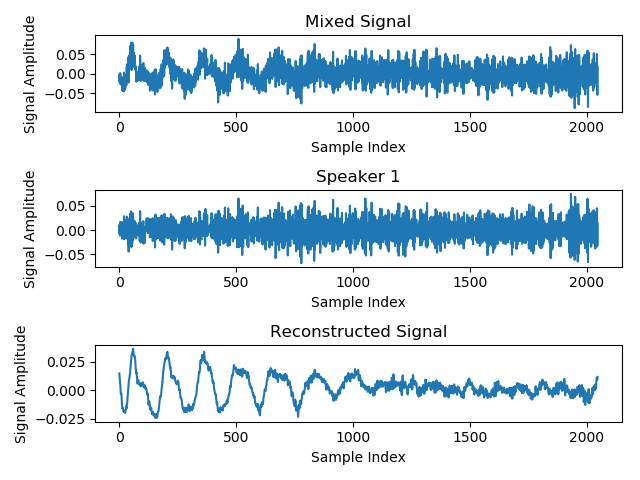 Mixed Signal
Signal Amplitude
0.05
0.00
−0.05
0 500 1000 1500 2000
Sample Index
Speaker 1
Signal Amplitude
0.05
0.00
−0.05
0 500 1000 1500 2000
Sample Index
Reconstructed Signal
Signal Amplitude
0.025
0.000
−0.025
0 500 1000 1500 2000
Sample Index